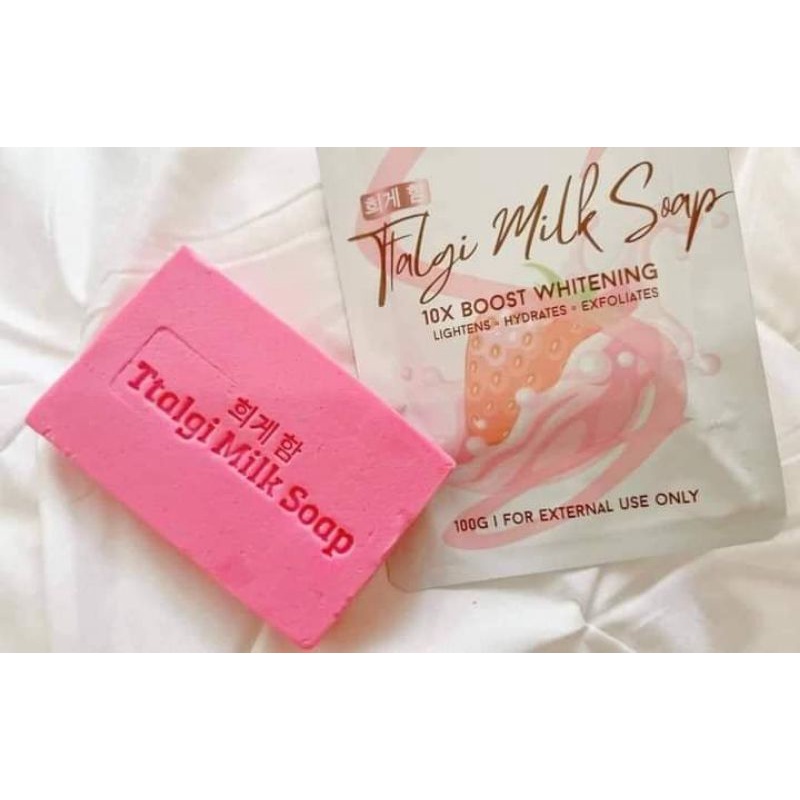 희게 함
Ttalgi Milk Soap
희게 함
Ttalgi Milk Soap
10X BOOST WHITENING
LIGHTENS • HYDRATES • EXFOLIATES
100G | FOR EXTERNAL USE ONLY